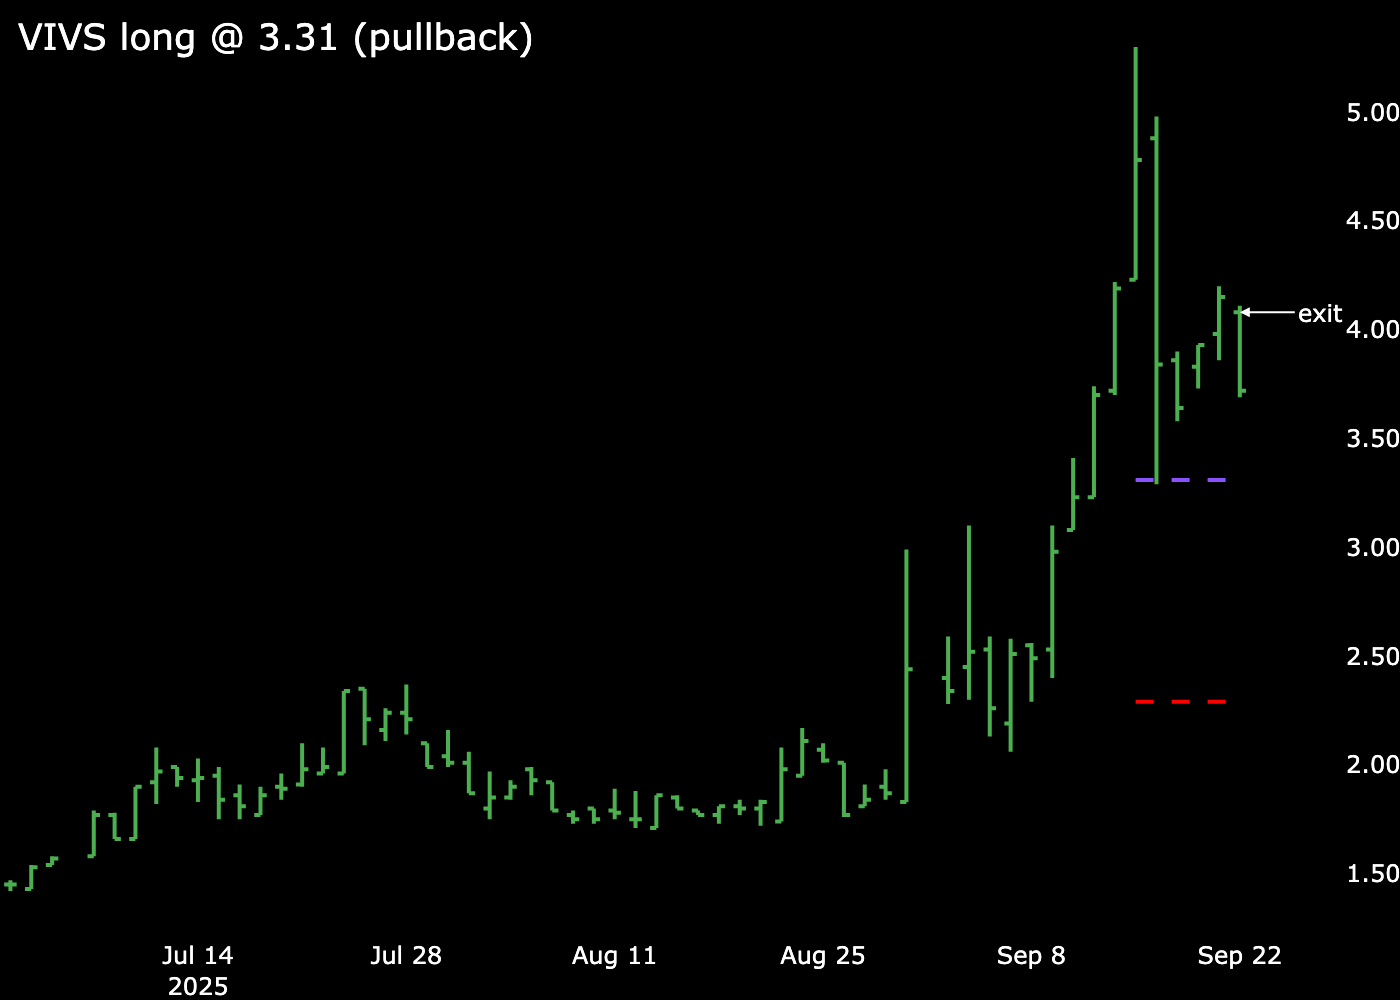 VIVS long @ 3.31 (pullback)
5.00
4.50
exit
4.00
3.50
3.00
2.50
2.00
1.50
Jul 14
2025
Jul 28
Aug 11
Aug 25
Sep 8
Sep 22